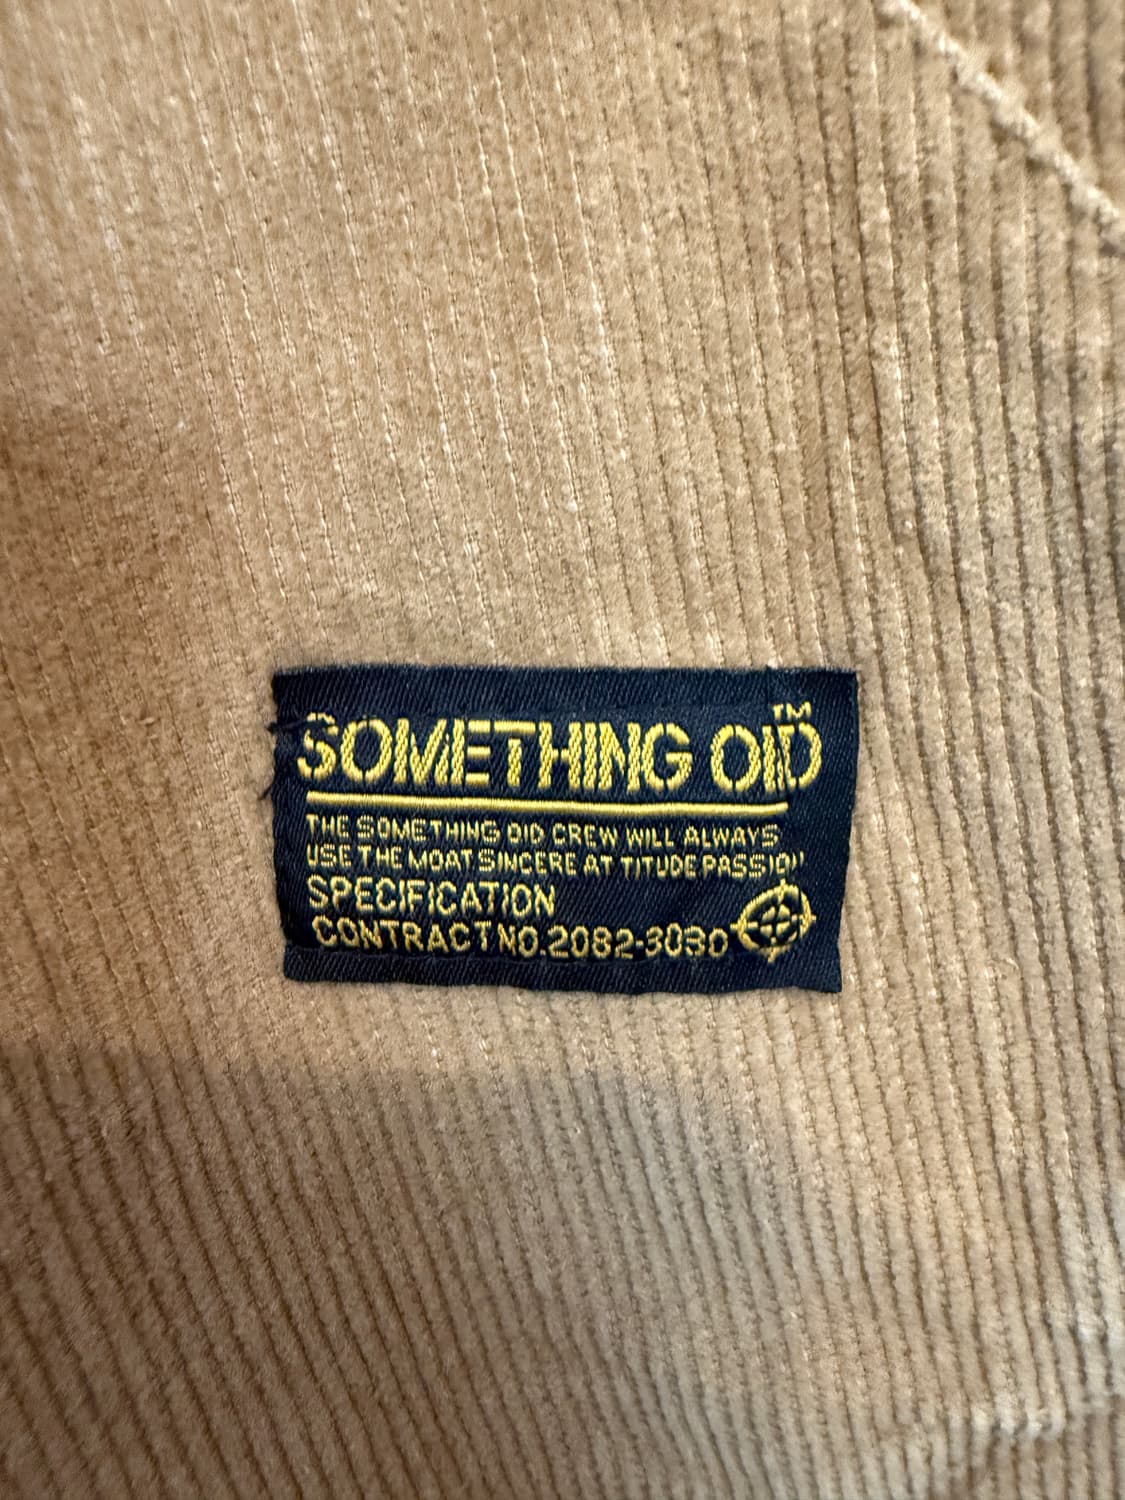 SOMETHING OID™
THE SOMETHING OID CREW WILL ALWAYS
USE THE MOAT SINCERE AT TITUDE PASSION
SPECIFICATION
CONTRACT NO.2082-3030